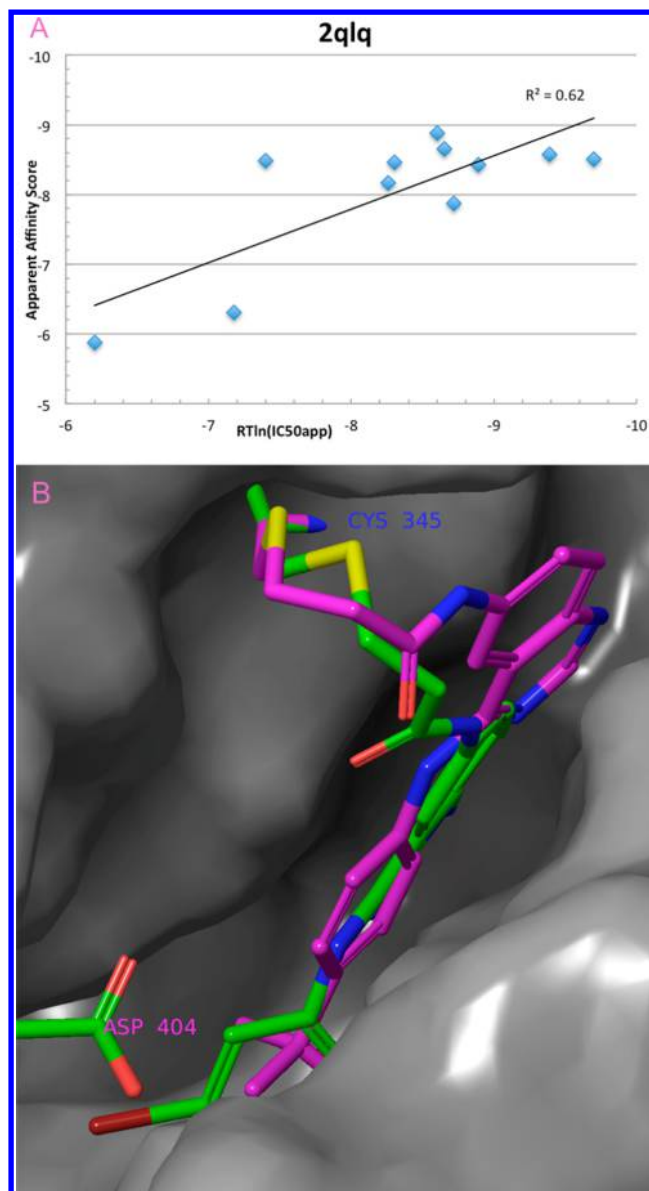 A
2qlq
-10
R² = 0.62
-9
Apparent Affinity Score
-8
-7
-6
-5
-6
-7
-8
-9
-10
RTln(IC50app)
B
CYS 345
ASP 404